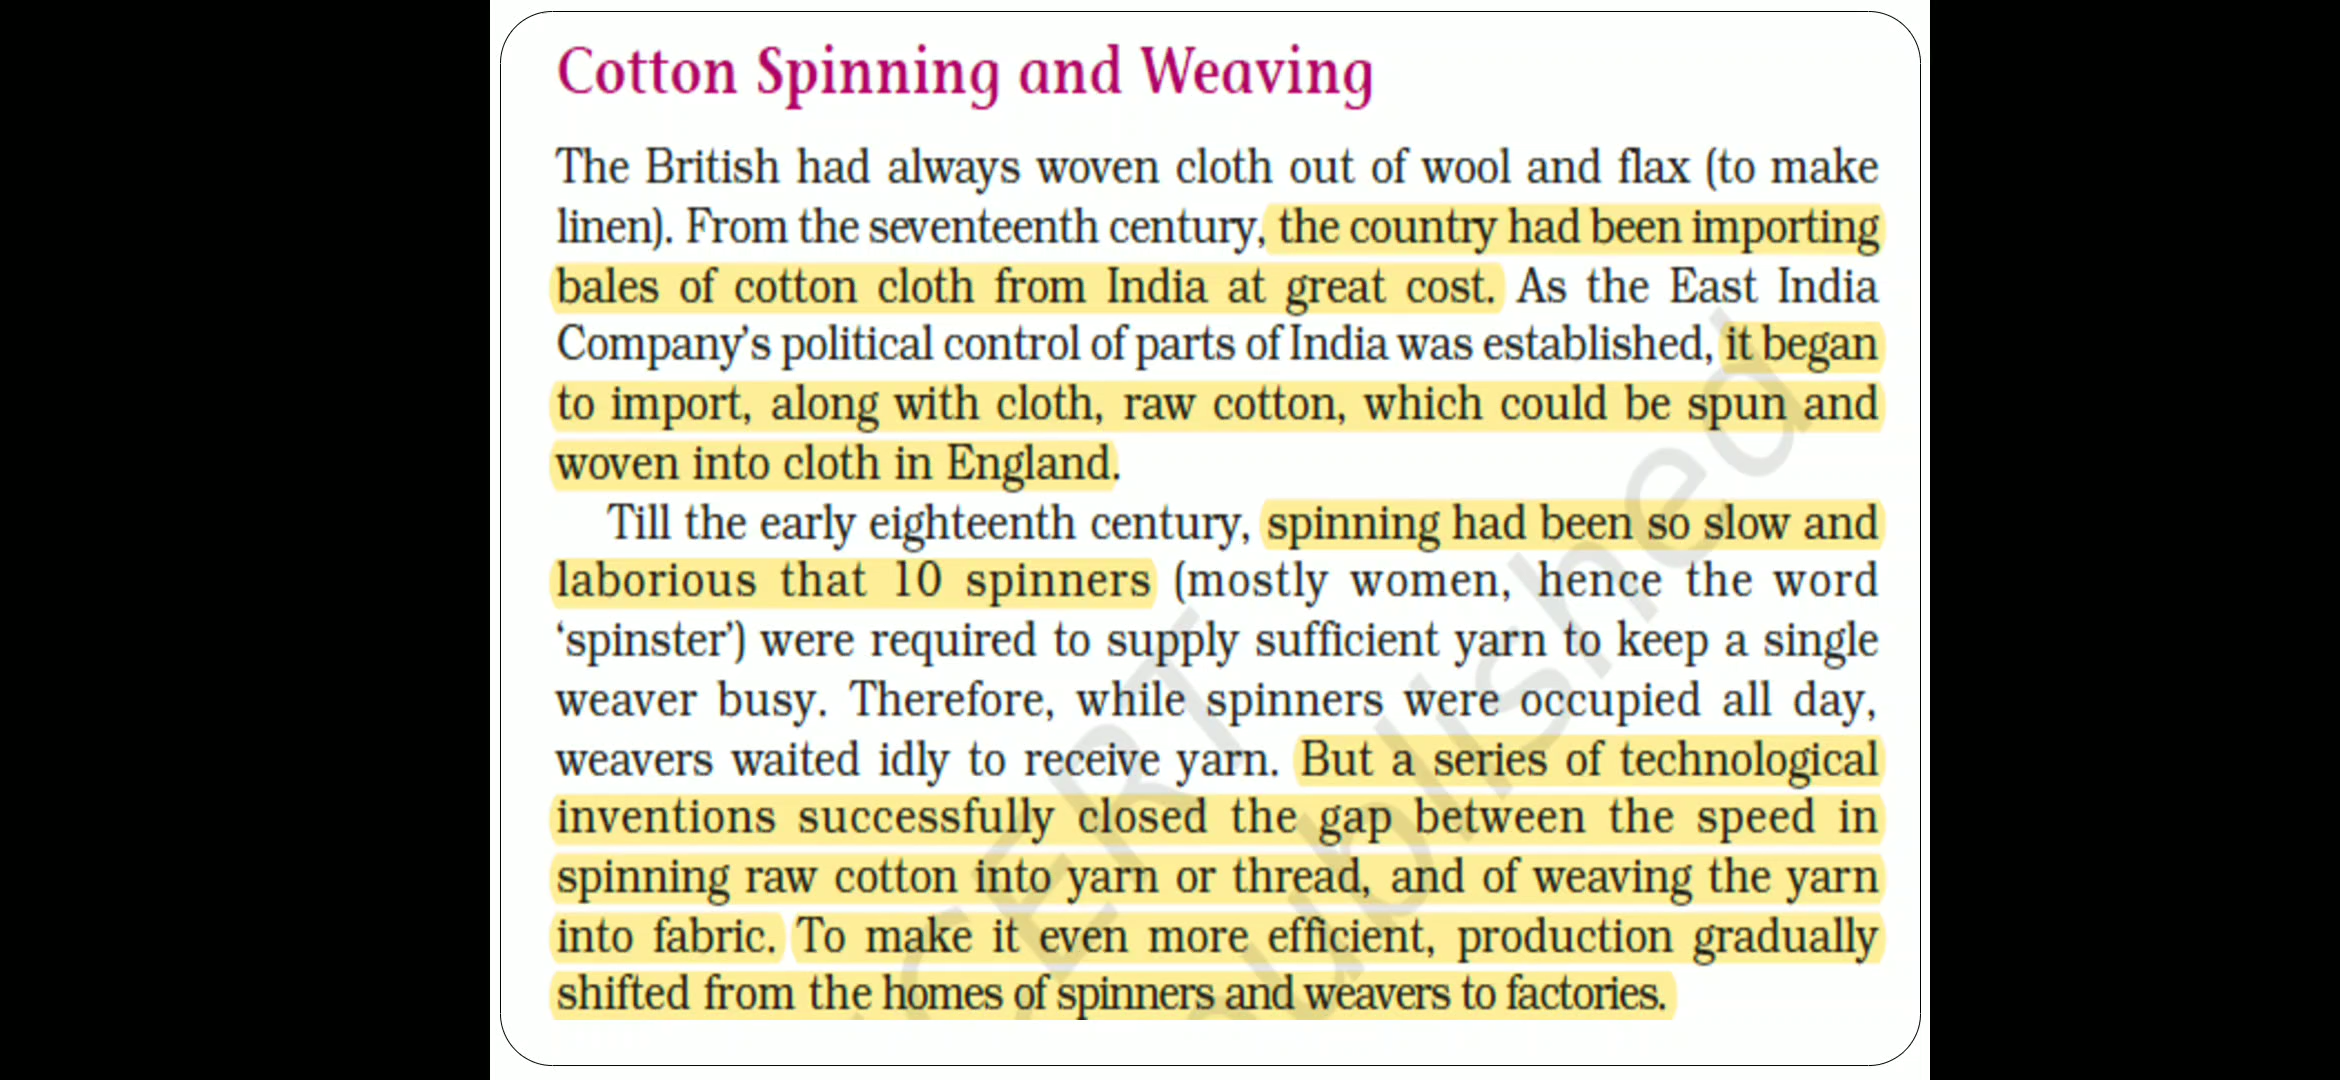 Cotton Spinning and Weaving
The British had always woven cloth out of wool and flax (to make
linen). From the seventeenth century, the country had been importing
bales of cotton cloth from India at great cost. As the East India
Company’s political control of parts of India was established, it began
to import, along with cloth, raw cotton, which could be spun and
woven into cloth in England.
Till the early eighteenth century, spinning had been so slow and
laborious that 10 spinners (mostly women, hence the word
‘spinster’) were required to supply sufficient yarn to keep a single
weaver busy. Therefore, while spinners were occupied all day,
weavers waited idly to receive yarn. But a series of technological
inventions successfully closed the gap between the speed in
spinning raw cotton into yarn or thread, and of weaving the yarn
into fabric. To make it even more efficient, production gradually
shifted from the homes of spinners and weavers to factories.